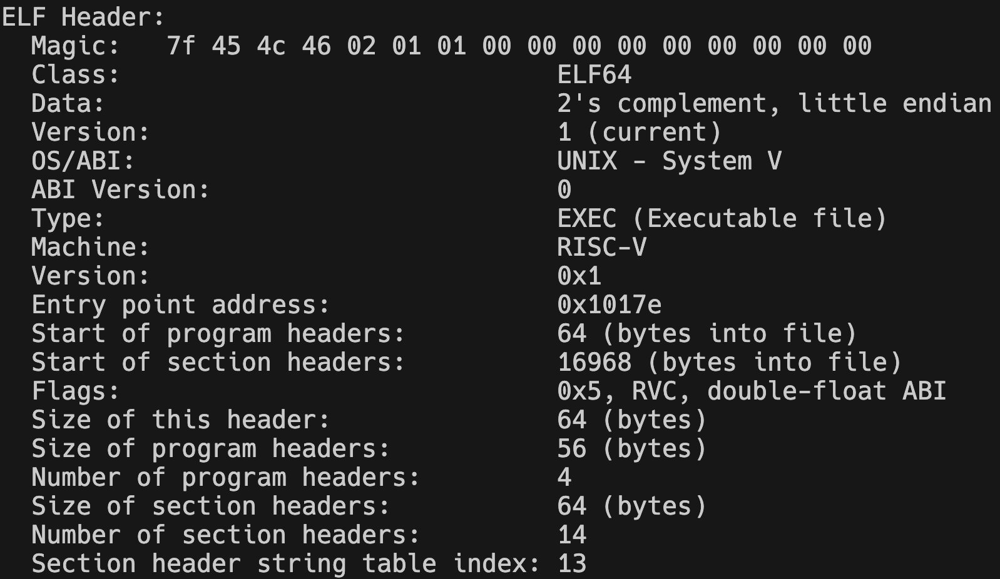 ELF Header:
  Magic:   7f 45 4c 46 02 01 01 00 00 00 00 00 00 00 00 00
  Class:                             ELF64
  Data:                              2's complement, little endian
  Version:                           1 (current)
  OS/ABI:                            UNIX - System V
  ABI Version:                       0
  Type:                              EXEC (Executable file)
  Machine:                           RISC-V
  Version:                           0x1
  Entry point address:               0x1017e
  Start of program headers:          64 (bytes into file)
  Start of section headers:          16968 (bytes into file)
  Flags:                             0x5, RVC, double-float ABI
  Size of this header:               64 (bytes)
  Size of program headers:           56 (bytes)
  Number of program headers:         4
  Size of section headers:           64 (bytes)
  Number of section headers:         14
  Section header string table index: 13